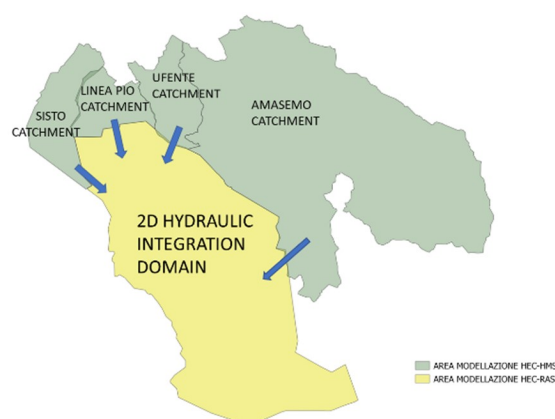 UFENTE
CATCHMENT
LINEA PIO
CATCHMENT
SISTO
CATCHMENT
AMASEMO
CATCHMENT
2D HYDRAULIC
INTEGRATION
DOMAIN
AREA MODELLAZIONE HEC-HMS
AREA MODELLAZIONE HEC-RAS